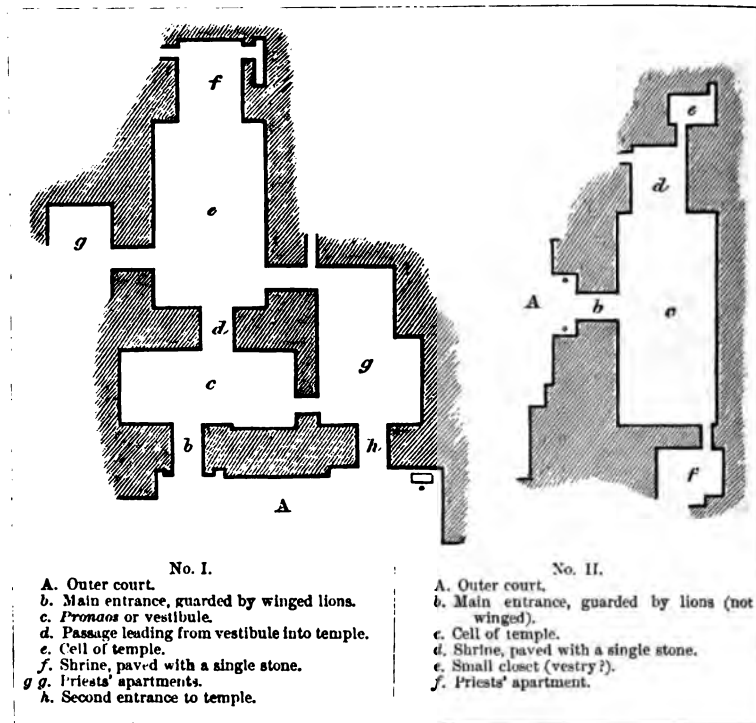 f
e
g
d
c
g
b
h
A
e
d
A
b
c
f
No. I.
A. Outer court.
b. Main entrance, guarded by winged lions.
c. Pronaos or vestibule.
d. Passage leading from vestibule into temple.
e. Cell of temple.
f. Shrine, paved with a single stone.
g g. Priests' apartments.
h. Second entrance to temple.
No. II.
A. Outer court.
b. Main entrance, guarded by lions (not
winged).
c. Cell of temple.
d. Shrine, paved with a single stone.
e. Small closet (vestry?).
f. Priests' apartment.